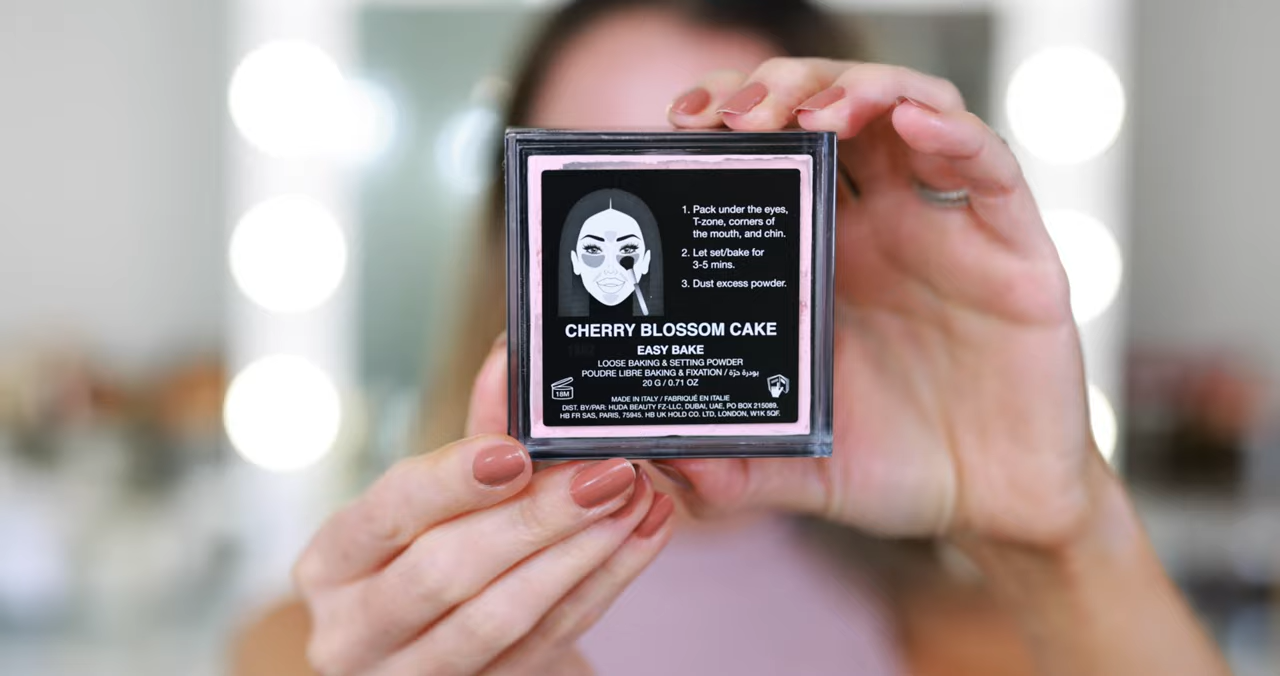 1. Pack under the eyes,
T-zone, corners of
the mouth, and chin.
2. Let set/bake for
3-5 mins.
3. Dust excess powder.
CHERRY BLOSSOM CAKE
EASY BAKE
LOOSE BAKING & SETTING POWDER
POUDRE LIBRE BAKING & FIXATION / بودرة حرّة
20 G / 0.71 OZ
18M
MADE IN ITALY / FABRIQUÉ EN ITALIE
DIST. BY/PAR: HUDA BEAUTY FZ-LLC, DUBAI, UAE, PO BOX 215089.
HB FR SAS, PARIS, 75945. HB UK HOLD CO. LTD, LONDON, W1K 5QF.